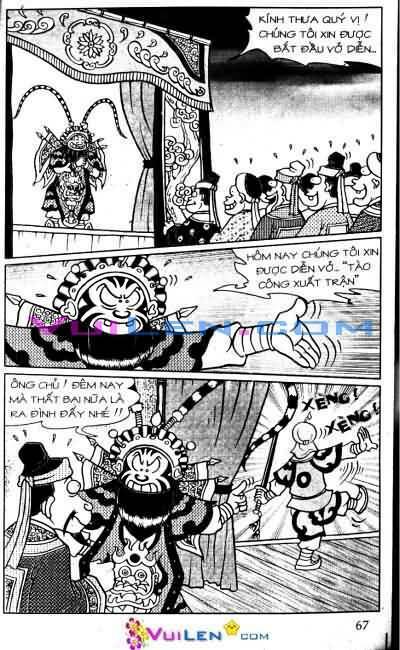 KÍNH THƯA QUÝ VỊ!
CHÚNG TÔI XIN ĐƯỢC
BẮT ĐẦU VỞ DIỄN...
HÔM NAY CHÚNG TÔI XIN
ĐƯỢC DIỄN VỞ... "TÀO
CÔNG XUẤT TRẬN"
VUILEN.COM
ÔNG CHỦ! ĐÊM NAY
MÀ THẤT BẠI NỮA LÀ
RA ĐÌNH ĐẤY NHÉ!!
XÈNG!
XÈNG!
67
VUILEN.COM